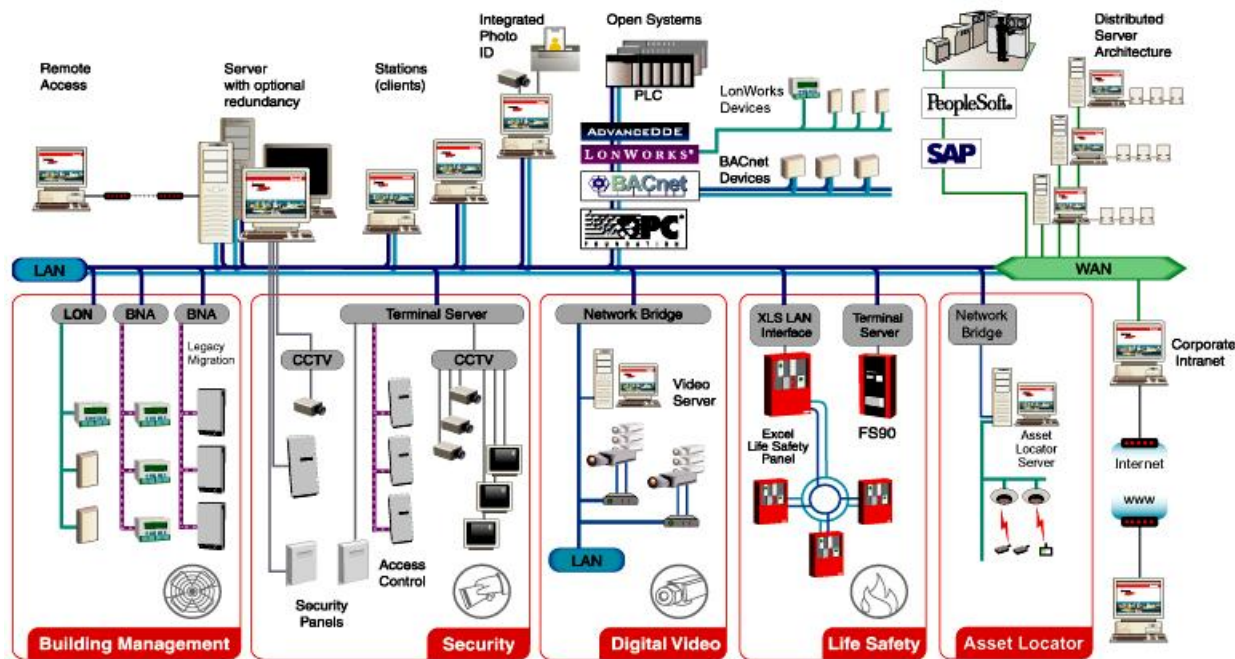 Remote
Access
Server
with optional
redundancy
Stations
(clients)
Integrated
Photo
ID
Open Systems
PLC
LonWorks
Devices
ADVANCEDDE
LONWORKS®
BACnet
BACnet
Devices
OPC®
FOUNDATION
PeopleSoft®
SAP
Distributed
Server
Architecture
LAN
WAN
LON
BNA
BNA
Legacy
Migration
Building Management
Terminal Server
CCTV
CCTV
Access
Control
Security
Panels
Security
Network Bridge
Video
Server
LAN
Digital Video
XLS LAN
Interface
Terminal
Server
FS90
Excel
Life Safety
Panel
Life Safety
Network
Bridge
Asset
Locator
Server
Asset Locator
Corporate
Intranet
Internet
www